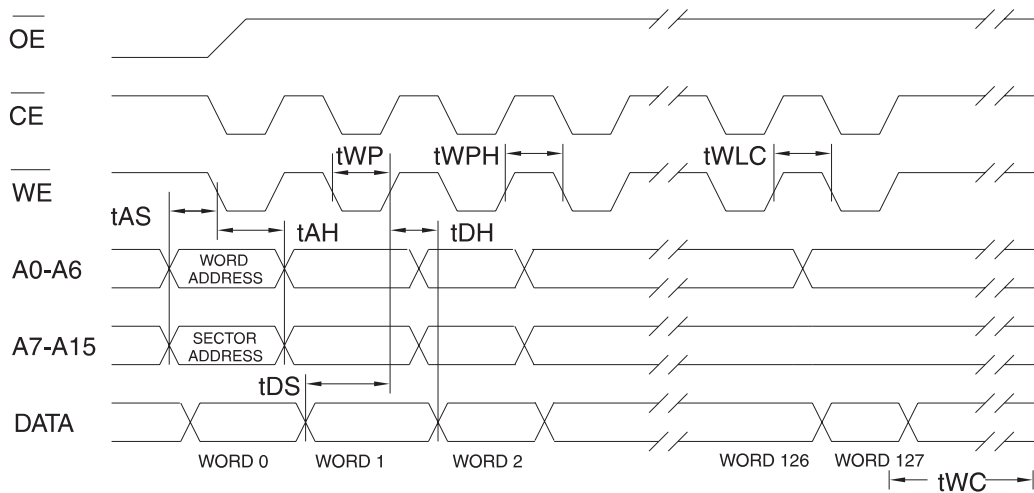 OE
CE
tWP tWPH tWLC
WE
tAS tAH tDH
A0-A6 WORD
ADDRESS
A7-A15 SECTOR
ADDRESS
tDS
DATA
WORD 0 WORD 1 WORD 2 WORD 126 WORD 127
tWC